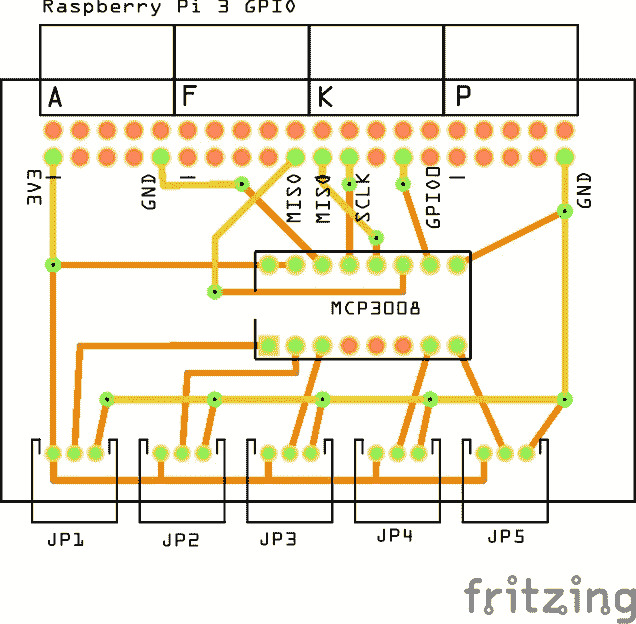 Raspberry Pi 3 GPIO
A F K P
3V3 GND MISO MISO SCLK GPIO0 GND
MCP3008
JP1 JP2 JP3 JP4 JP5
fritzing